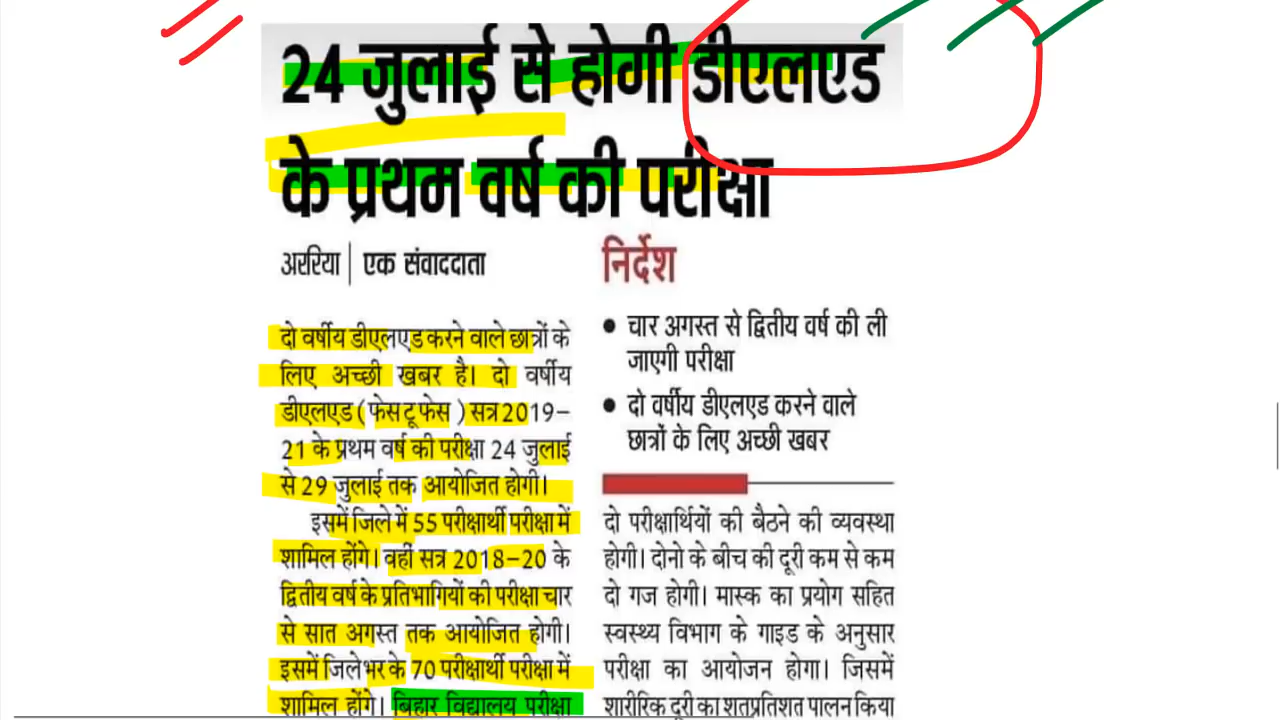 24 जुलाई से होगी डीएलएड
के प्रथम वर्ष की परीक्षा
अररिया | एक संवाददाता
दो वर्षीय डीएलएड करने वाले छात्रों के
लिए अच्छी खबर है। दो वर्षीय
डीएलएड ( फेस टू फेस ) सत्र 2019-
21 के प्रथम वर्ष की परीक्षा 24 जुलाई
से 29 जुलाई तक आयोजित होगी।
इसमें जिले में 55 परीक्षार्थी परीक्षा में
शामिल होंगे। वहीं सत्र 2018-20 के
द्वितीय वर्ष के प्रतिभागियों की परीक्षा चार
से सात अगस्त तक आयोजित होगी।
इसमें जिले भर के 70 परीक्षार्थी परीक्षा में
शामिल होंगे। बिहार विद्यालय परीक्षा
निर्देश
● चार अगस्त से द्वितीय वर्ष की ली
जाएगी परीक्षा
● दो वर्षीय डीएलएड करने वाले
छात्रों के लिए अच्छी खबर
दो परीक्षार्थियों की बैठने की व्यवस्था
होगी। दोनो के बीच की दूरी कम से कम
दो गज होगी। मास्क का प्रयोग सहित
स्वस्थ्य विभाग के गाइड के अनुसार
परीक्षा का आयोजन होगा। जिसमें
शारीरिक दूरी का शतप्रतिशत पालन किया